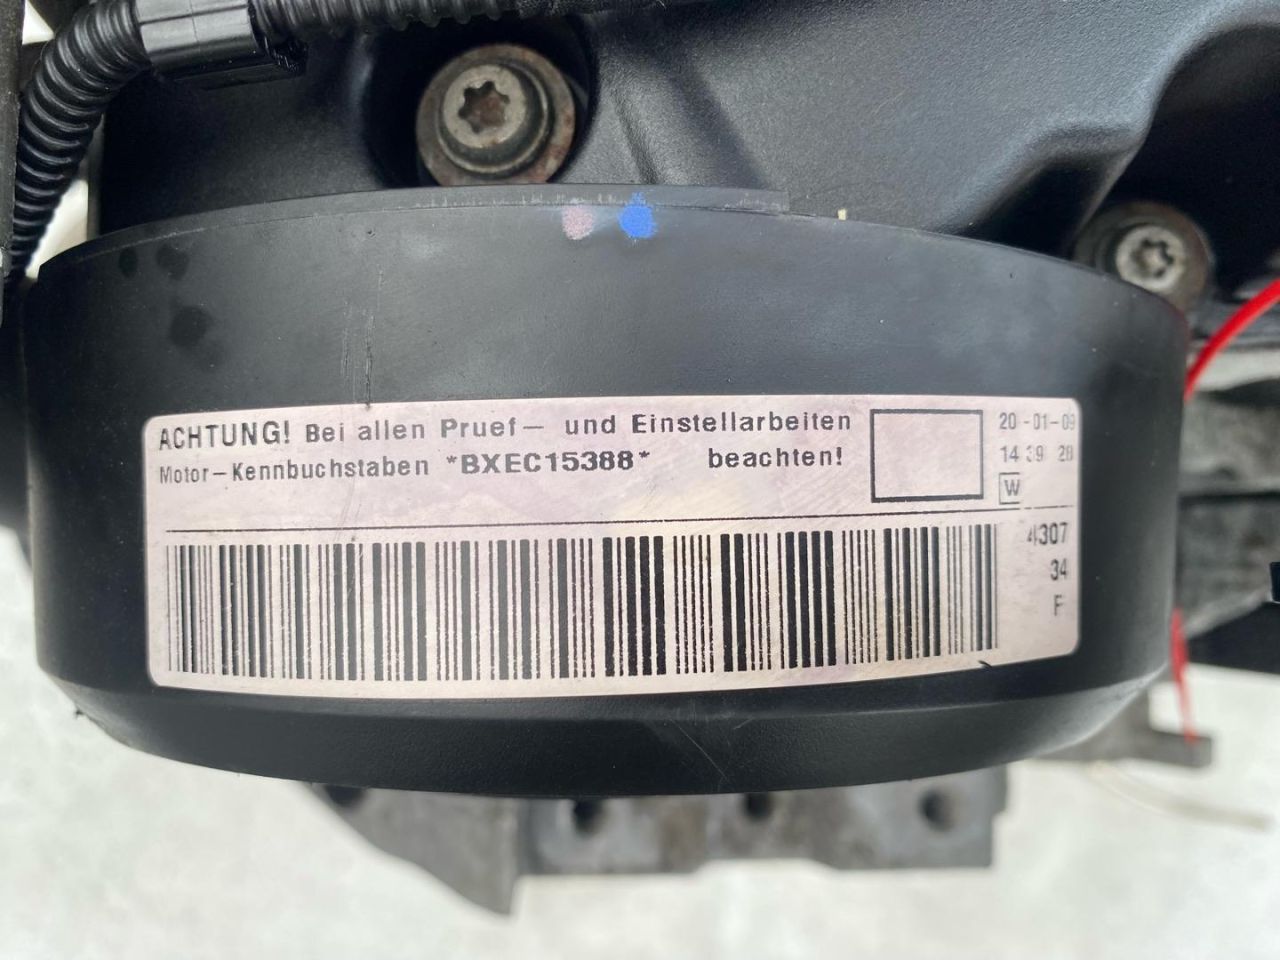 ACHTUNG! Bei allen Pruef- und Einstellarbeiten
Motor-Kennbuchstaben *BXEC15388* beachten!
20-01-09
14 39 28
W
4307
34
F